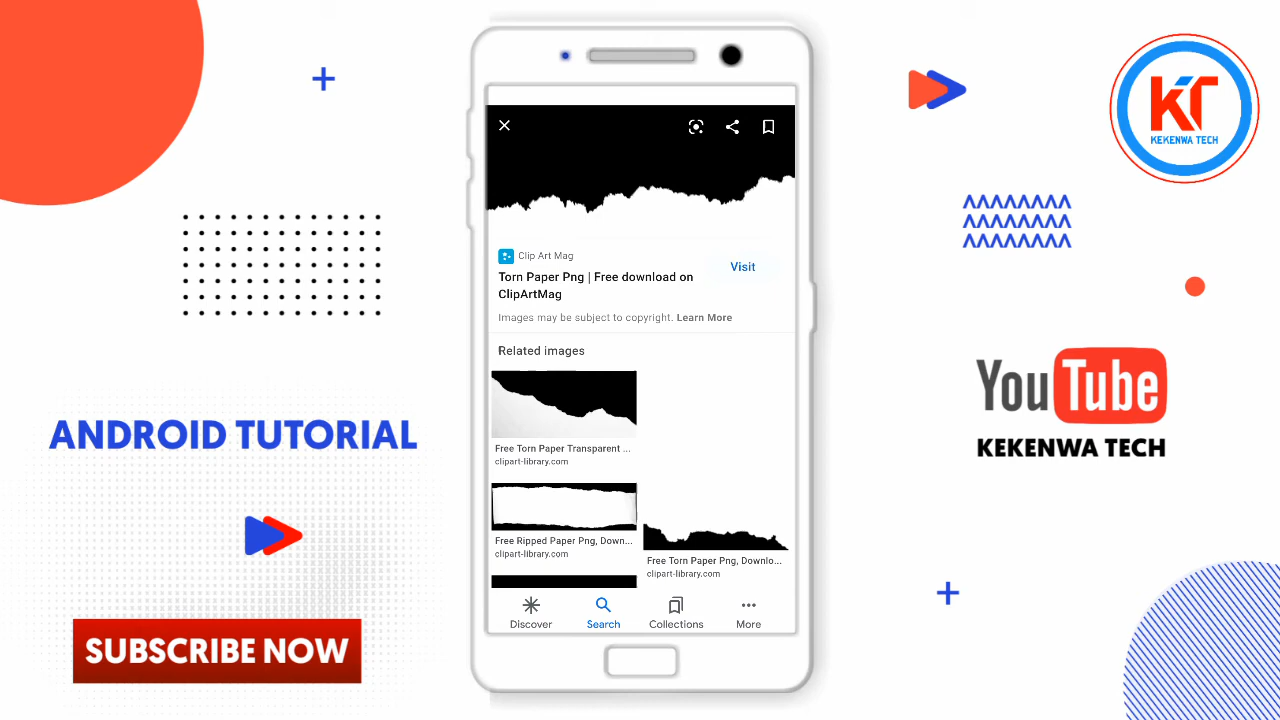 KT
KEKENWA TECH
Clip Art Mag
Visit
Torn Paper Png | Free download on
ClipArtMag
Images may be subject to copyright. Learn More
Related images
Free Torn Paper Transparent ...
clipart-library.com
Free Ripped Paper Png, Down...
clipart-library.com
Free Torn Paper Png, Downlo...
clipart-library.com
Discover
Search
Collections
More
ANDROID TUTORIAL
SUBSCRIBE NOW
YouTube
KEKENWA TECH